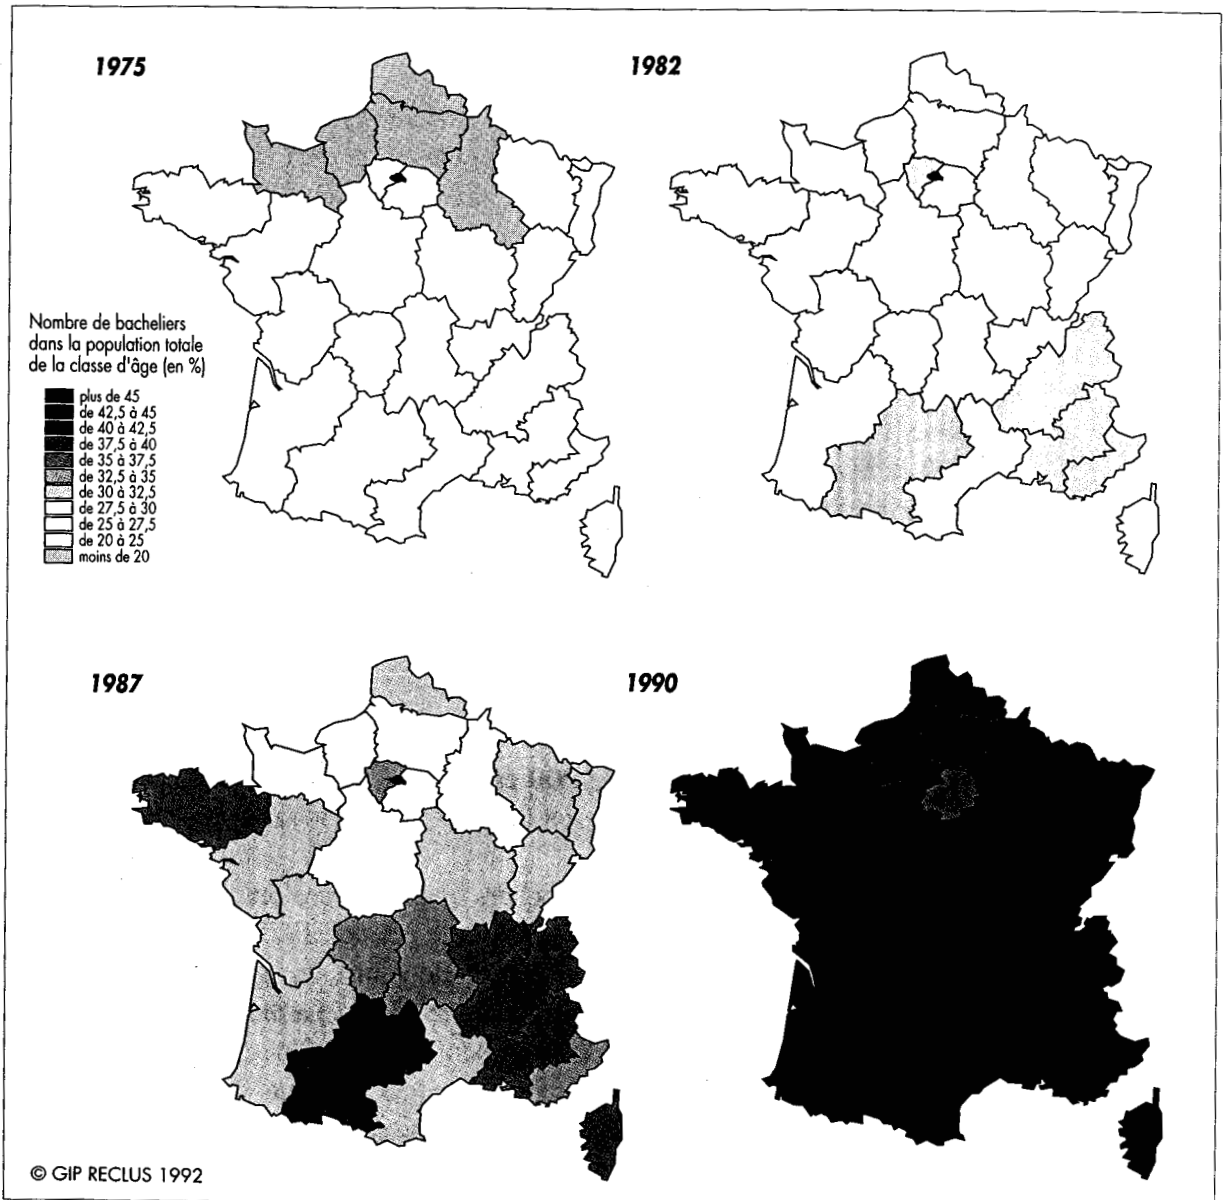 1975
1982
Nombre de bacheliers
dans la population totale
de la classe d'âge (en %)
plus de 45
de 42,5 à 45
de 40 à 42,5
de 37,5 à 40
de 35 à 37,5
de 32,5 à 35
de 30 à 32,5
de 27,5 à 30
de 25 à 27,5
de 20 à 25
moins de 20
1987
1990
© GIP RECLUS 1992